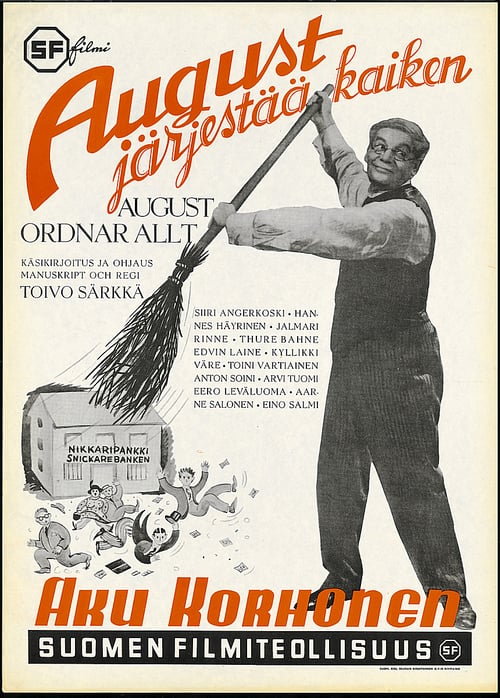 SF filmi
August
järjestää kaiken
AUGUST
ORDNAR ALLT
KÄSIKIRJOITUS JA OHJAUS
MANUSKRIPT OCH REGI
TOIVO SÄRKKÄ
SIIRI ANGERKOSKI • HAN-
NES HÄYRINEN • JALMARI
RINNE • THURE BAHNE
EDVIN LAINE • KYLLIKKI
VÄRE • TOINI VARTIAINEN
ANTON SOINI • ARVI TUOMI
EERO LEVÄLUOMA • AAR-
NE SALONEN • EINO SALMI
NIKKARIPANKKI
SNICKAREBANKEN
AKU KORHONEN
SUOMEN FILMITEOLLISUUS SF